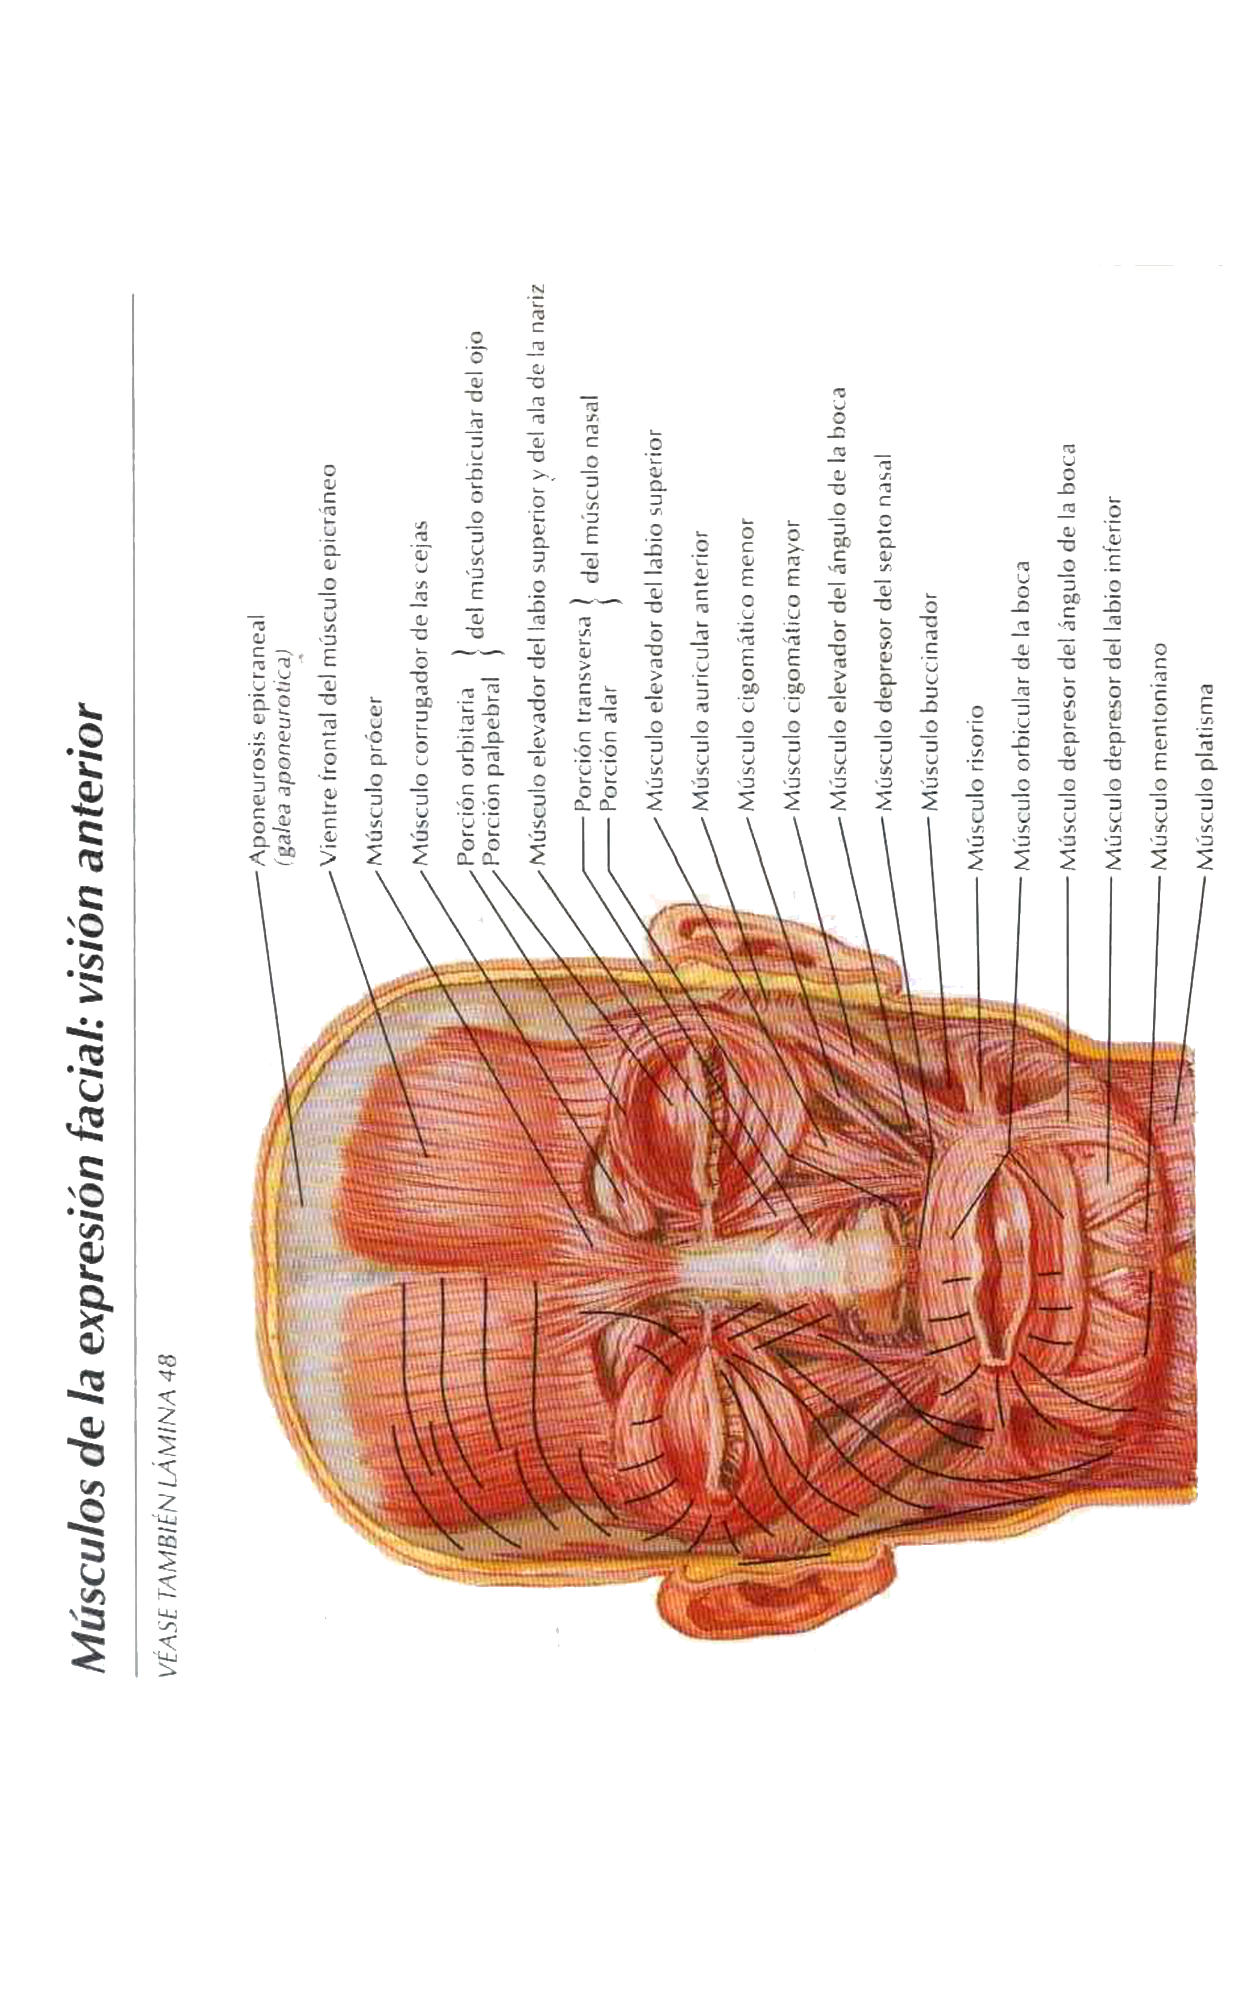 Músculos de la expresión facial: visión anterior
VÉASE TAMBIÉN LÁMINA 48
Aponeurosis epicraneal
(galea aponeurotica)
Vientre frontal del músculo epicráneo
Músculo prócer
Músculo corrugador de las cejas
Porción orbitaria
Porción palpebral
} del músculo orbicular del ojo
Músculo elevador del labio superior y del ala de la nariz
Porción transversa
Porción alar
} del músculo nasal
Músculo elevador del labio superior
Músculo auricular anterior
Músculo cigomático menor
Músculo cigomático mayor
Músculo elevador del ángulo de la boca
Músculo depresor del septo nasal
Músculo buccinador
Músculo risorio
Músculo orbicular de la boca
Músculo depresor del ángulo de la boca
Músculo depresor del labio inferior
Músculo mentoniano
Músculo platisma